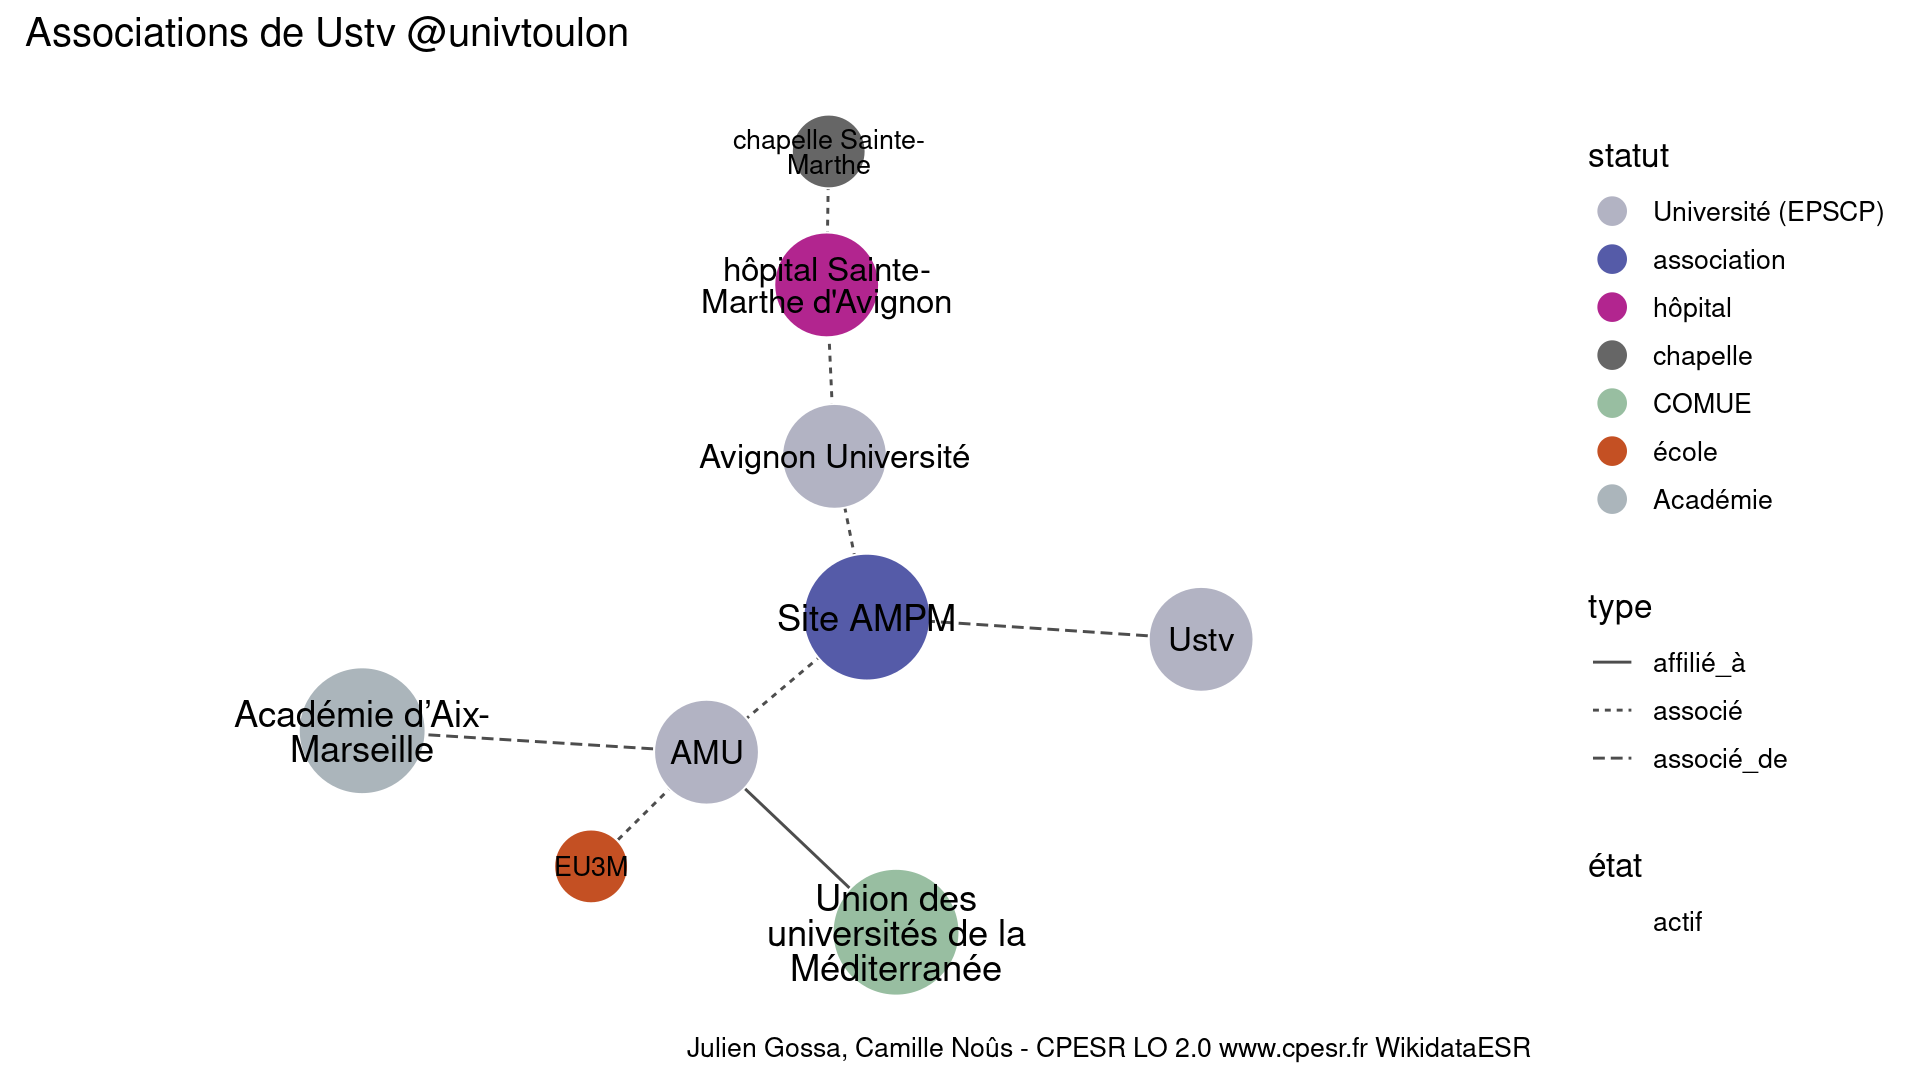 Associations de Ustv @univtoulon
chapelle Sainte-
Marthe
hôpital Sainte-
Marthe d'Avignon
Avignon Université
Site AMPM
Ustv
Académie d’Aix-
Marseille
AMU
EU3M
Union des
universités de la
Méditerranée
statut
Université (EPSCP)
association
hôpital
chapelle
COMUE
école
Académie
type
affilié_à
associé
associé_de
état
actif
Julien Gossa, Camille Noûs - CPESR LO 2.0 www.cpesr.fr WikidataESR